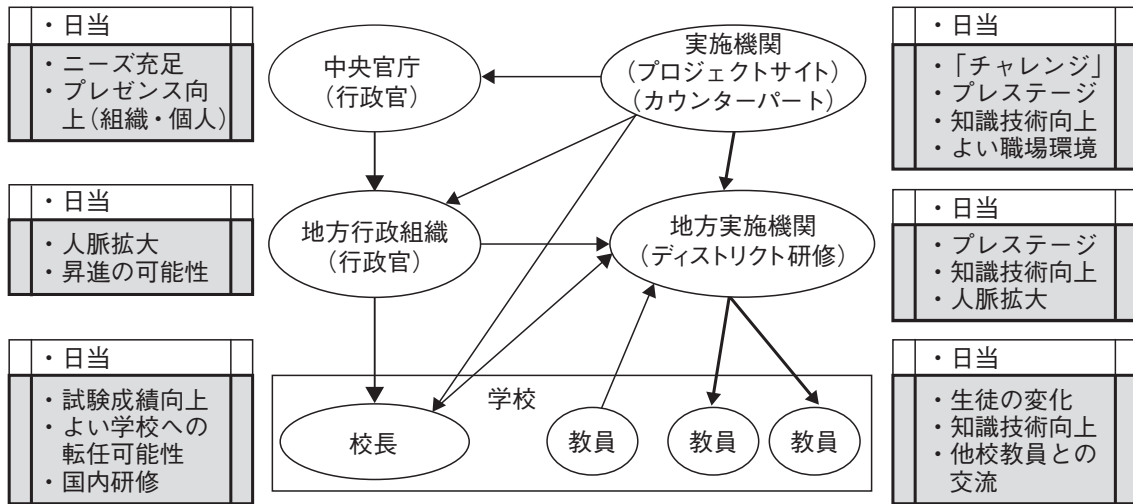 ・日当
・ニーズ充足
・プレゼンス向
上（組織・個人）
中央官庁
（行政官）
実施機関
（プロジェクトサイト）
（カウンターパート）
・日当
・「チャレンジ」
・プレステージ
・知識技術向上
・よい職場環境
・日当
・人脈拡大
・昇進の可能性
地方行政組織
（行政官）
地方実施機関
（ディストリクト研修）
・日当
・プレステージ
・知識技術向上
・人脈拡大
・日当
・試験成績向上
・よい学校への
転任可能性
・国内研修
学校
校長
教員
教員
教員
・日当
・生徒の変化
・知識技術向上
・他校教員との
交流